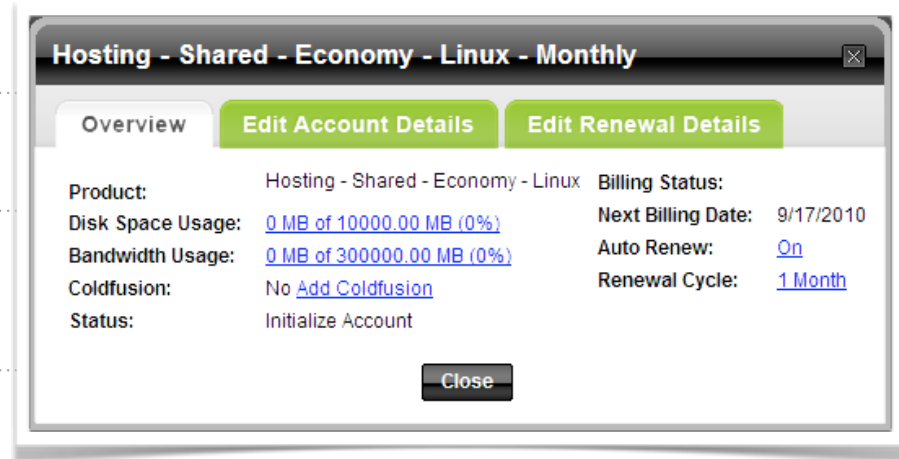 Hosting - Shared - Economy - Linux - Monthly
Overview
Edit Account Details
Edit Renewal Details
Product: Hosting - Shared - Economy - Linux
Disk Space Usage: 0 MB of 10000.00 MB (0%)
Bandwidth Usage: 0 MB of 300000.00 MB (0%)
Coldfusion: No Add Coldfusion
Status: Initialize Account
Billing Status:
Next Billing Date: 9/17/2010
Auto Renew: On
Renewal Cycle: 1 Month
Close